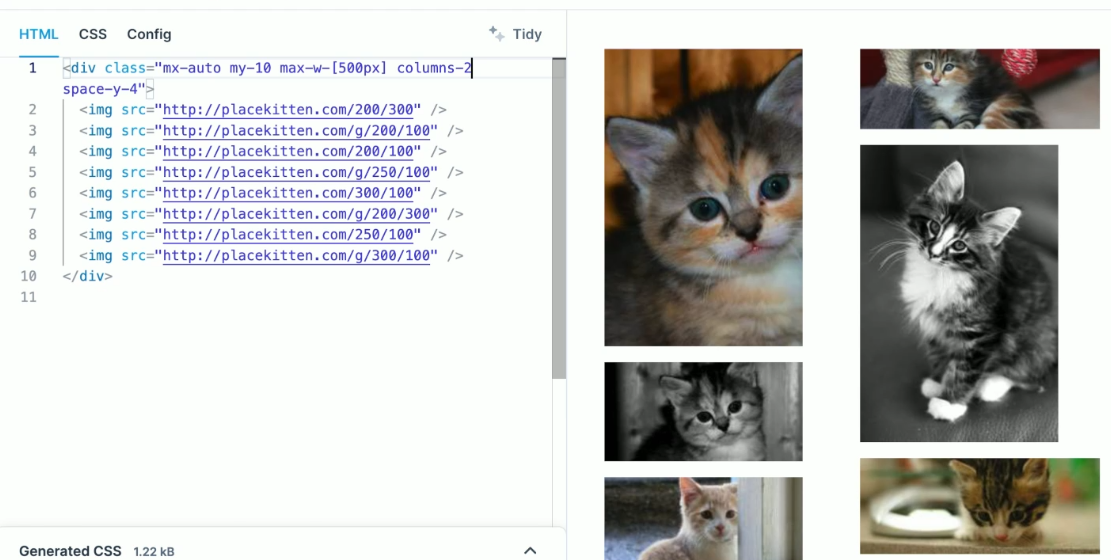 HTML CSS Config Tidy
1 <div class="mx-auto my-10 max-w-[500px] columns-2
space-y-4">
2 <img src="http://placekitten.com/200/300" />
3 <img src="http://placekitten.com/g/200/100" />
4 <img src="http://placekitten.com/200/100" />
5 <img src="http://placekitten.com/g/250/100" />
6 <img src="http://placekitten.com/300/100" />
7 <img src="http://placekitten.com/g/200/300" />
8 <img src="http://placekitten.com/250/100" />
9 <img src="http://placekitten.com/g/300/100" />
10 </div>
11
Generated CSS 1.22 kB